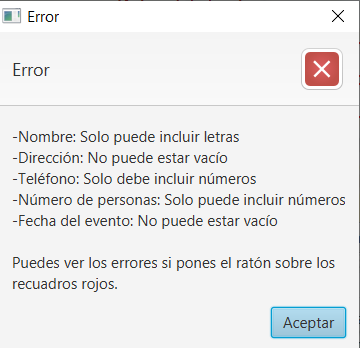 Error
Error
-Nombre: Solo puede incluir letras
-Dirección: No puede estar vacío
-Teléfono: Solo debe incluir números
-Número de personas: Solo puede incluir números
-Fecha del evento: No puede estar vacío
Puedes ver los errores si pones el ratón sobre los
recuadros rojos.
Aceptar